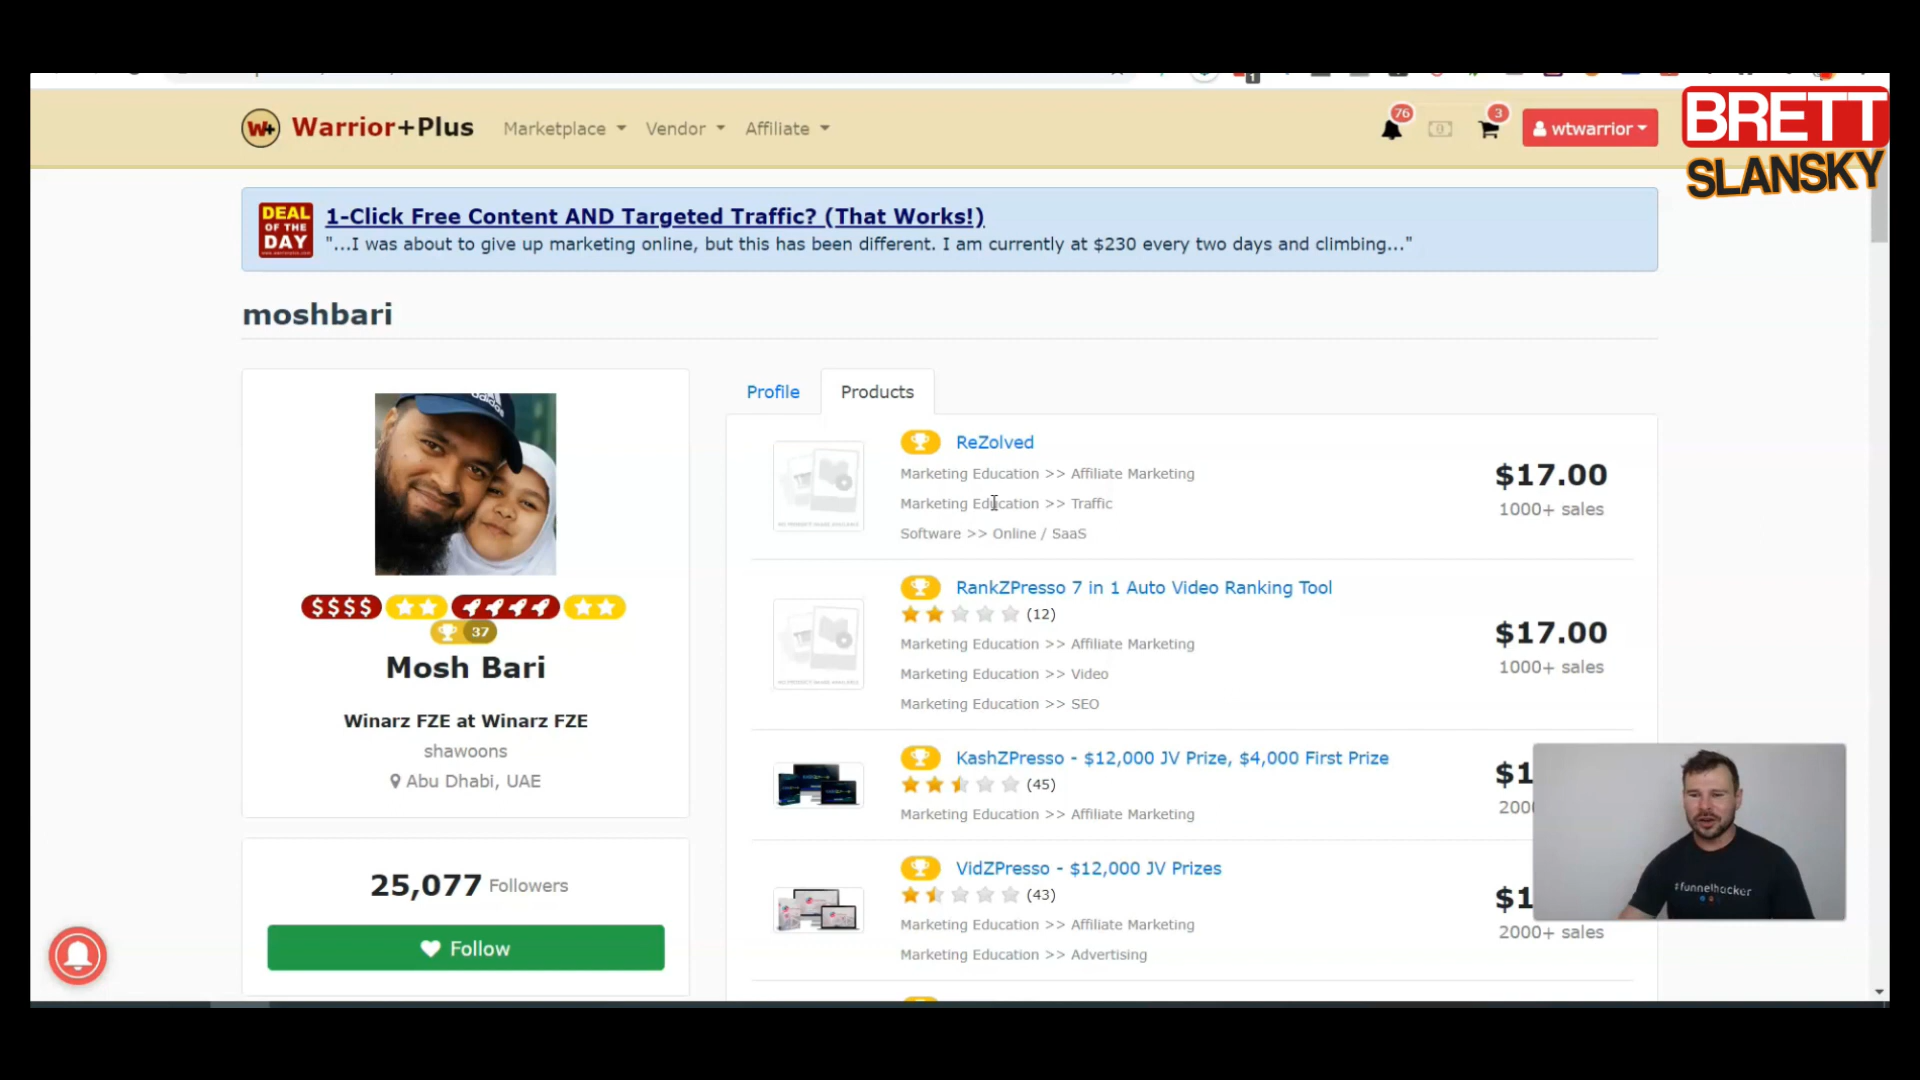 BRETT
SLANSKY
W+ Warrior+Plus
Marketplace
Vendor
Affiliate
76
3
wtwarrior
1
DEAL
OF THE
DAY
1-Click Free Content AND Targeted Traffic? (That Works!)
"...I was about to give up marketing online, but this has been different. I am currently at $230 every two days and climbing..."
moshbari
$$$$
37
Mosh Bari
Winarz FZE at Winarz FZE
shawoons
Abu Dhabi, UAE
25,077 Followers
Follow
Profile
Products
ReZolved
Marketing Education >> Affiliate Marketing
Marketing Education >> Traffic
Software >> Online / SaaS
$17.00
1000+ sales
RankZPresso 7 in 1 Auto Video Ranking Tool
(12)
Marketing Education >> Affiliate Marketing
Marketing Education >> Video
Marketing Education >> SEO
$17.00
1000+ sales
KashZPresso - $12,000 JV Prize, $4,000 First Prize
(45)
Marketing Education >> Affiliate Marketing
$1
200
VidZPresso - $12,000 JV Prizes
(43)
Marketing Education >> Affiliate Marketing
Marketing Education >> Advertising
$1
2000+ sales
#funnelhacker